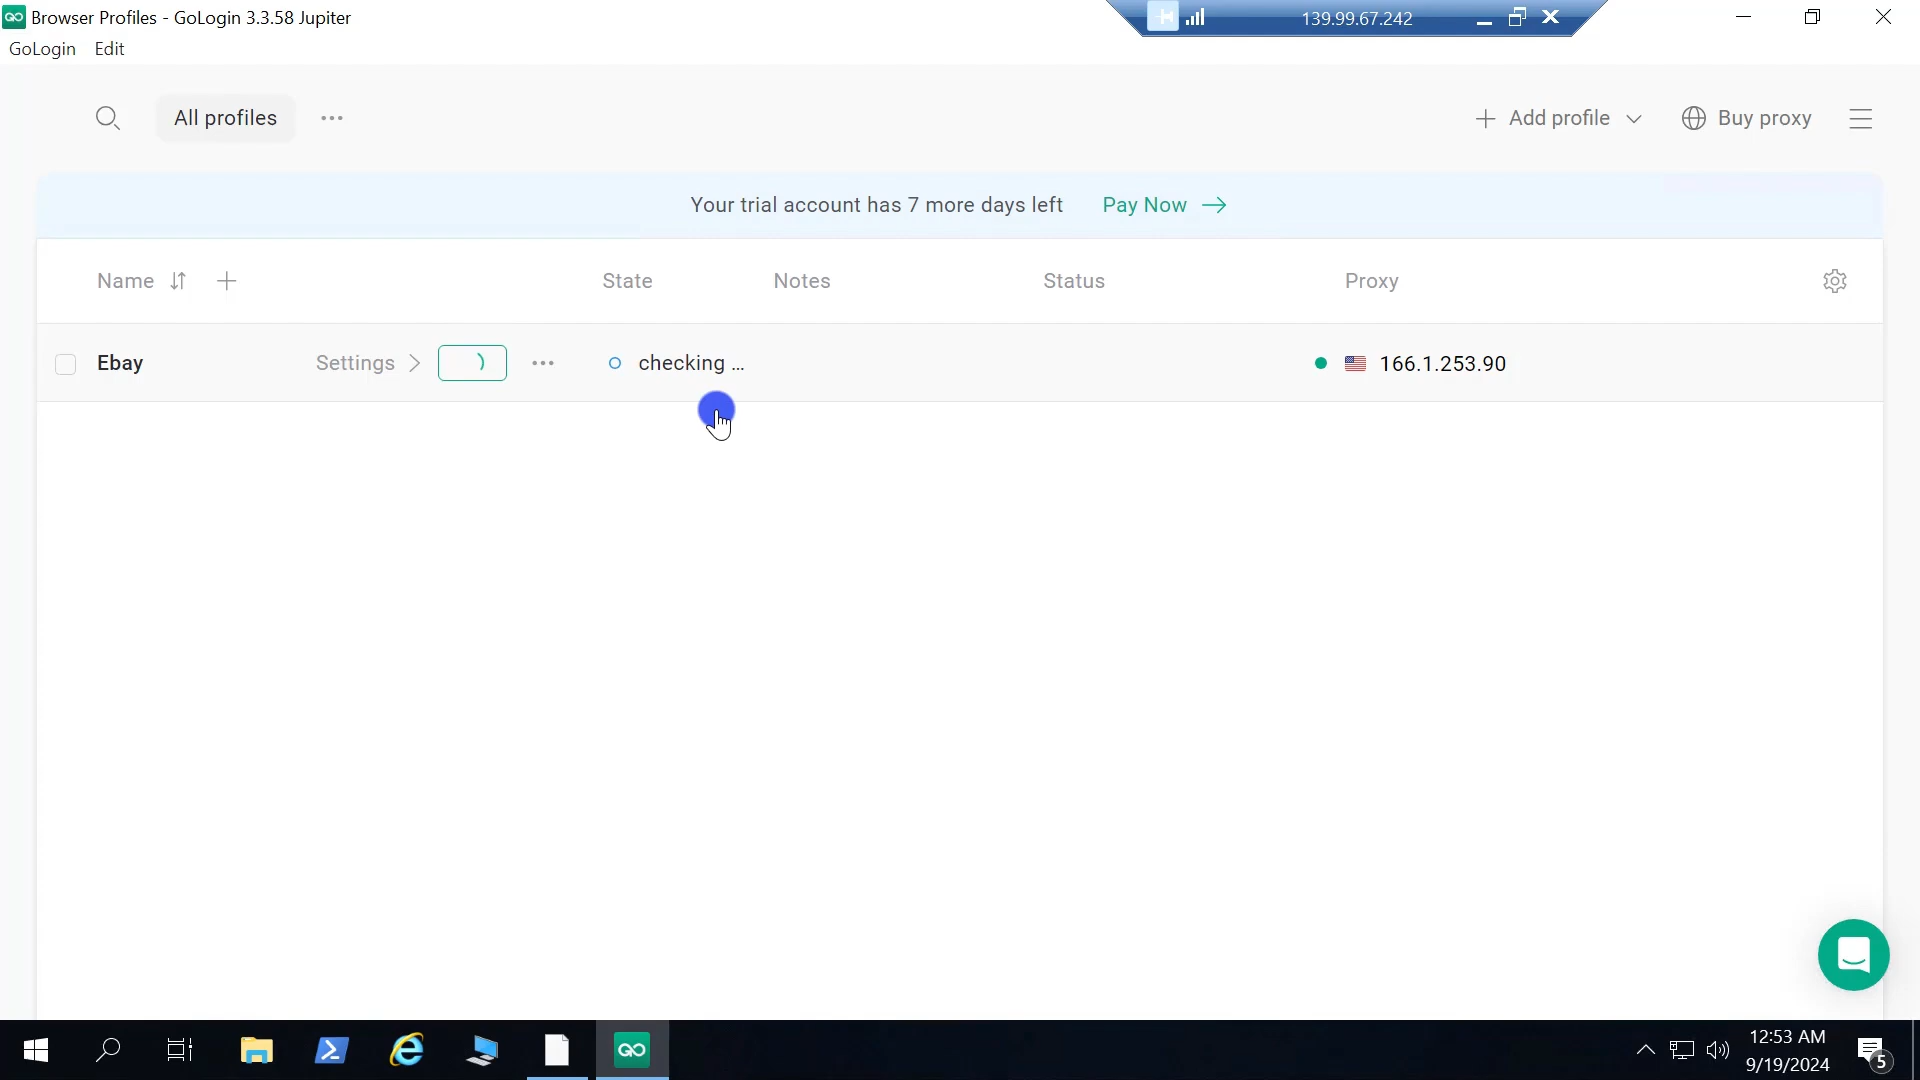 Browser Profiles - GoLogin 3.3.58 Jupiter
139.99.67.242
GoLogin Edit
All profiles
Add profile
Buy proxy
Your trial account has 7 more days left Pay Now
Name State Notes Status Proxy
Ebay Settings checking ... 166.1.253.90
12:53 AM
9/19/2024
5